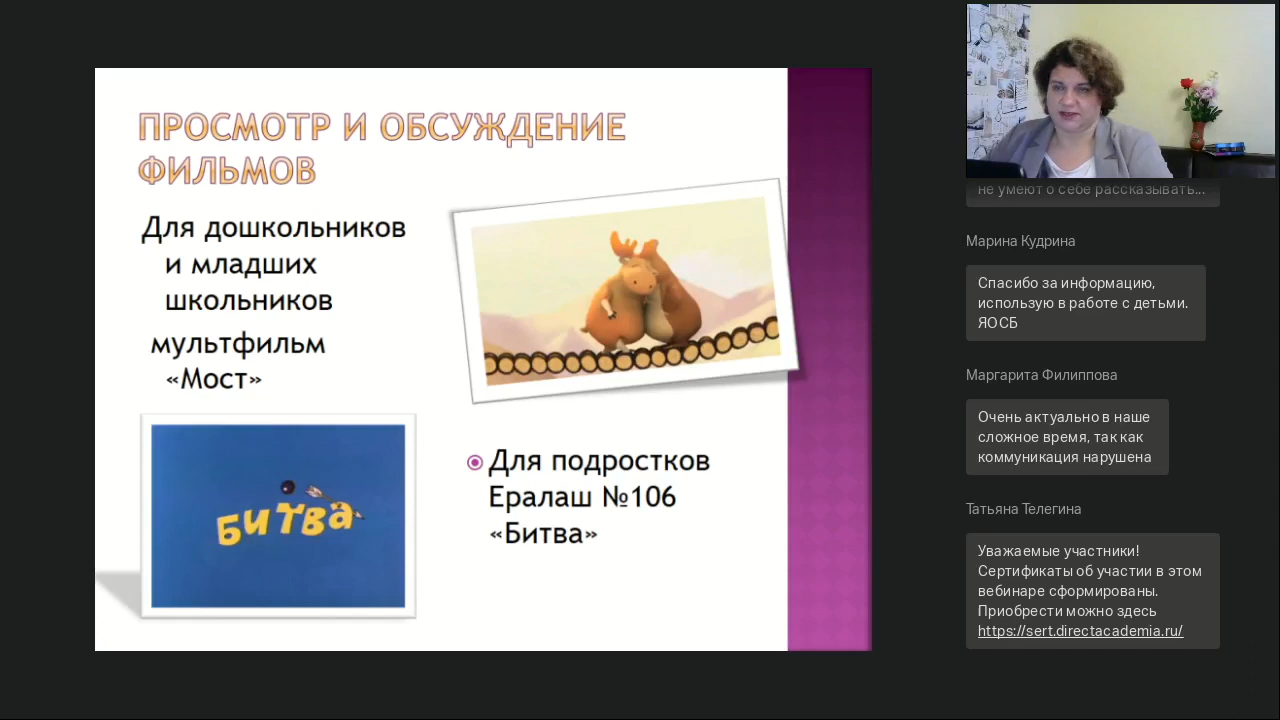 ПРОСМОТР И ОБСУЖДЕНИЕ
ФИЛЬМОВ
Для дошкольников
и младших
школьников
мультфильм
«Мост»
Битва
Для подростков
Ералаш №106
«Битва»
не умеют о себе рассказывать...
Марина Кудрина
Спасибо за информацию,
использую в работе с детьми.
ЯОСБ
Маргарита Филиппова
Очень актуально в наше
сложное время, так как
коммуникация нарушена
Татьяна Телегина
Уважаемые участники!
Сертификаты об участии в этом
вебинаре сформированы.
Приобрести можно здесь
https://sert.directacademia.ru/